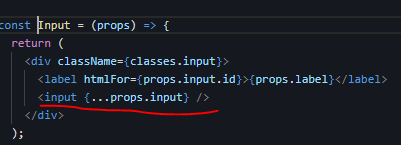 const Input = (props) => {
return (
<div className={classes.input}>
<label htmlFor={props.input.id}>{props.label}</label>
<input {...props.input} />
</div>
);